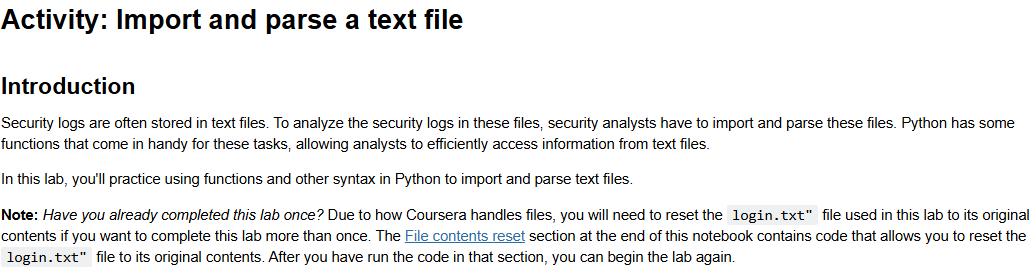 Activity: Import and parse a text file
Introduction
Security logs are often stored in text files. To analyze the security logs in these files, security analysts have to import and parse these files. Python has some
functions that come in handy for these tasks, allowing analysts to efficiently access information from text files.
In this lab, you'll practice using functions and other syntax in Python to import and parse text files.
Note: Have you already completed this lab once? Due to how Coursera handles files, you will need to reset the login.txt" file used in this lab to its original
contents if you want to complete this lab more than once. The File contents reset section at the end of this notebook contains code that allows you to reset the
login.txt" file to its original contents. After you have run the code in that section, you can begin the lab again.